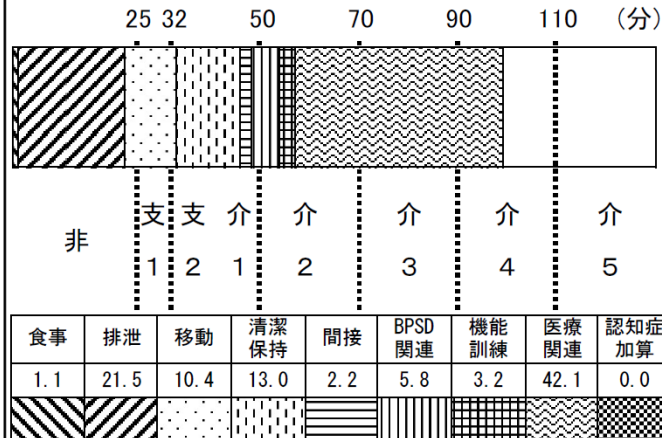 25 32 50 70 90 110 （分）
非 支1 支2 介1 介2 介3 介4 介5
食事 排泄 移動 清潔保持 間接 BPSD関連 機能訓練 医療関連 認知症加算
1.1 21.5 10.4 13.0 2.2 5.8 3.2 42.1 0.0